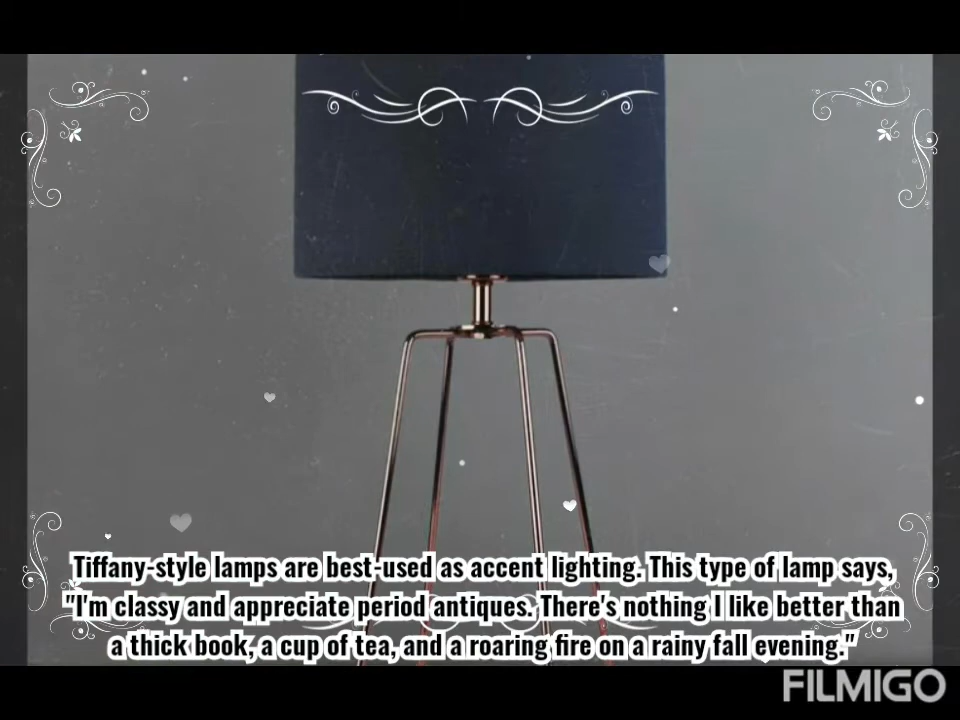 Tiffany-style lamps are best-used as accent lighting. This type of lamp says,
"I'm classy and appreciate period antiques. There's nothing I like better than
a thick book, a cup of tea, and a roaring fire on a rainy fall evening."
FILMIGO